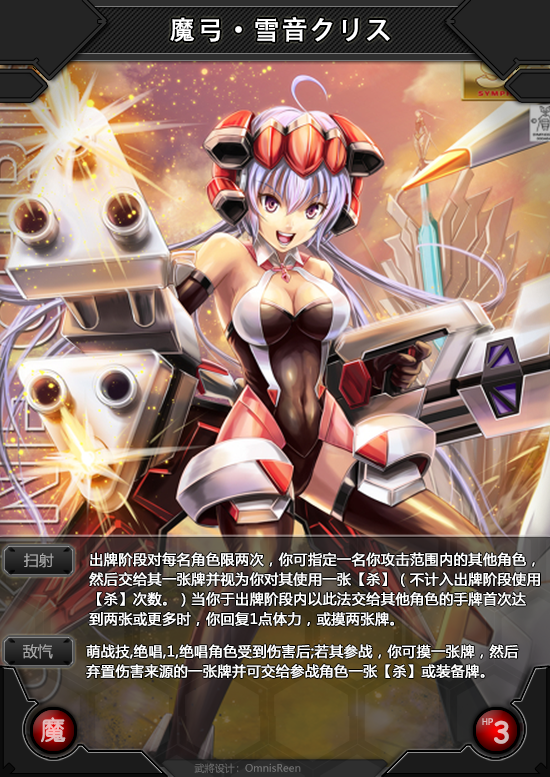 魔弓・雪音クリス
SYMPH
扫射
出牌阶段对每名角色限两次，你可指定一名你攻击范围内的其他角色，
然后交给其一张牌并视为你对其使用一张【杀】（不计入出牌阶段使用
【杀】次数。）当你于出牌阶段内以此法交给其他角色的手牌首次达
到两张或更多时，你回复1点体力，或摸两张牌。
敌忾
萌战技,绝唱,1,绝唱角色受到伤害后;若其参战，你可摸一张牌，然后
弃置伤害来源的一张牌并可交给参战角色一张【杀】或装备牌。
魔
HP
3
武將设计：OmnisReen